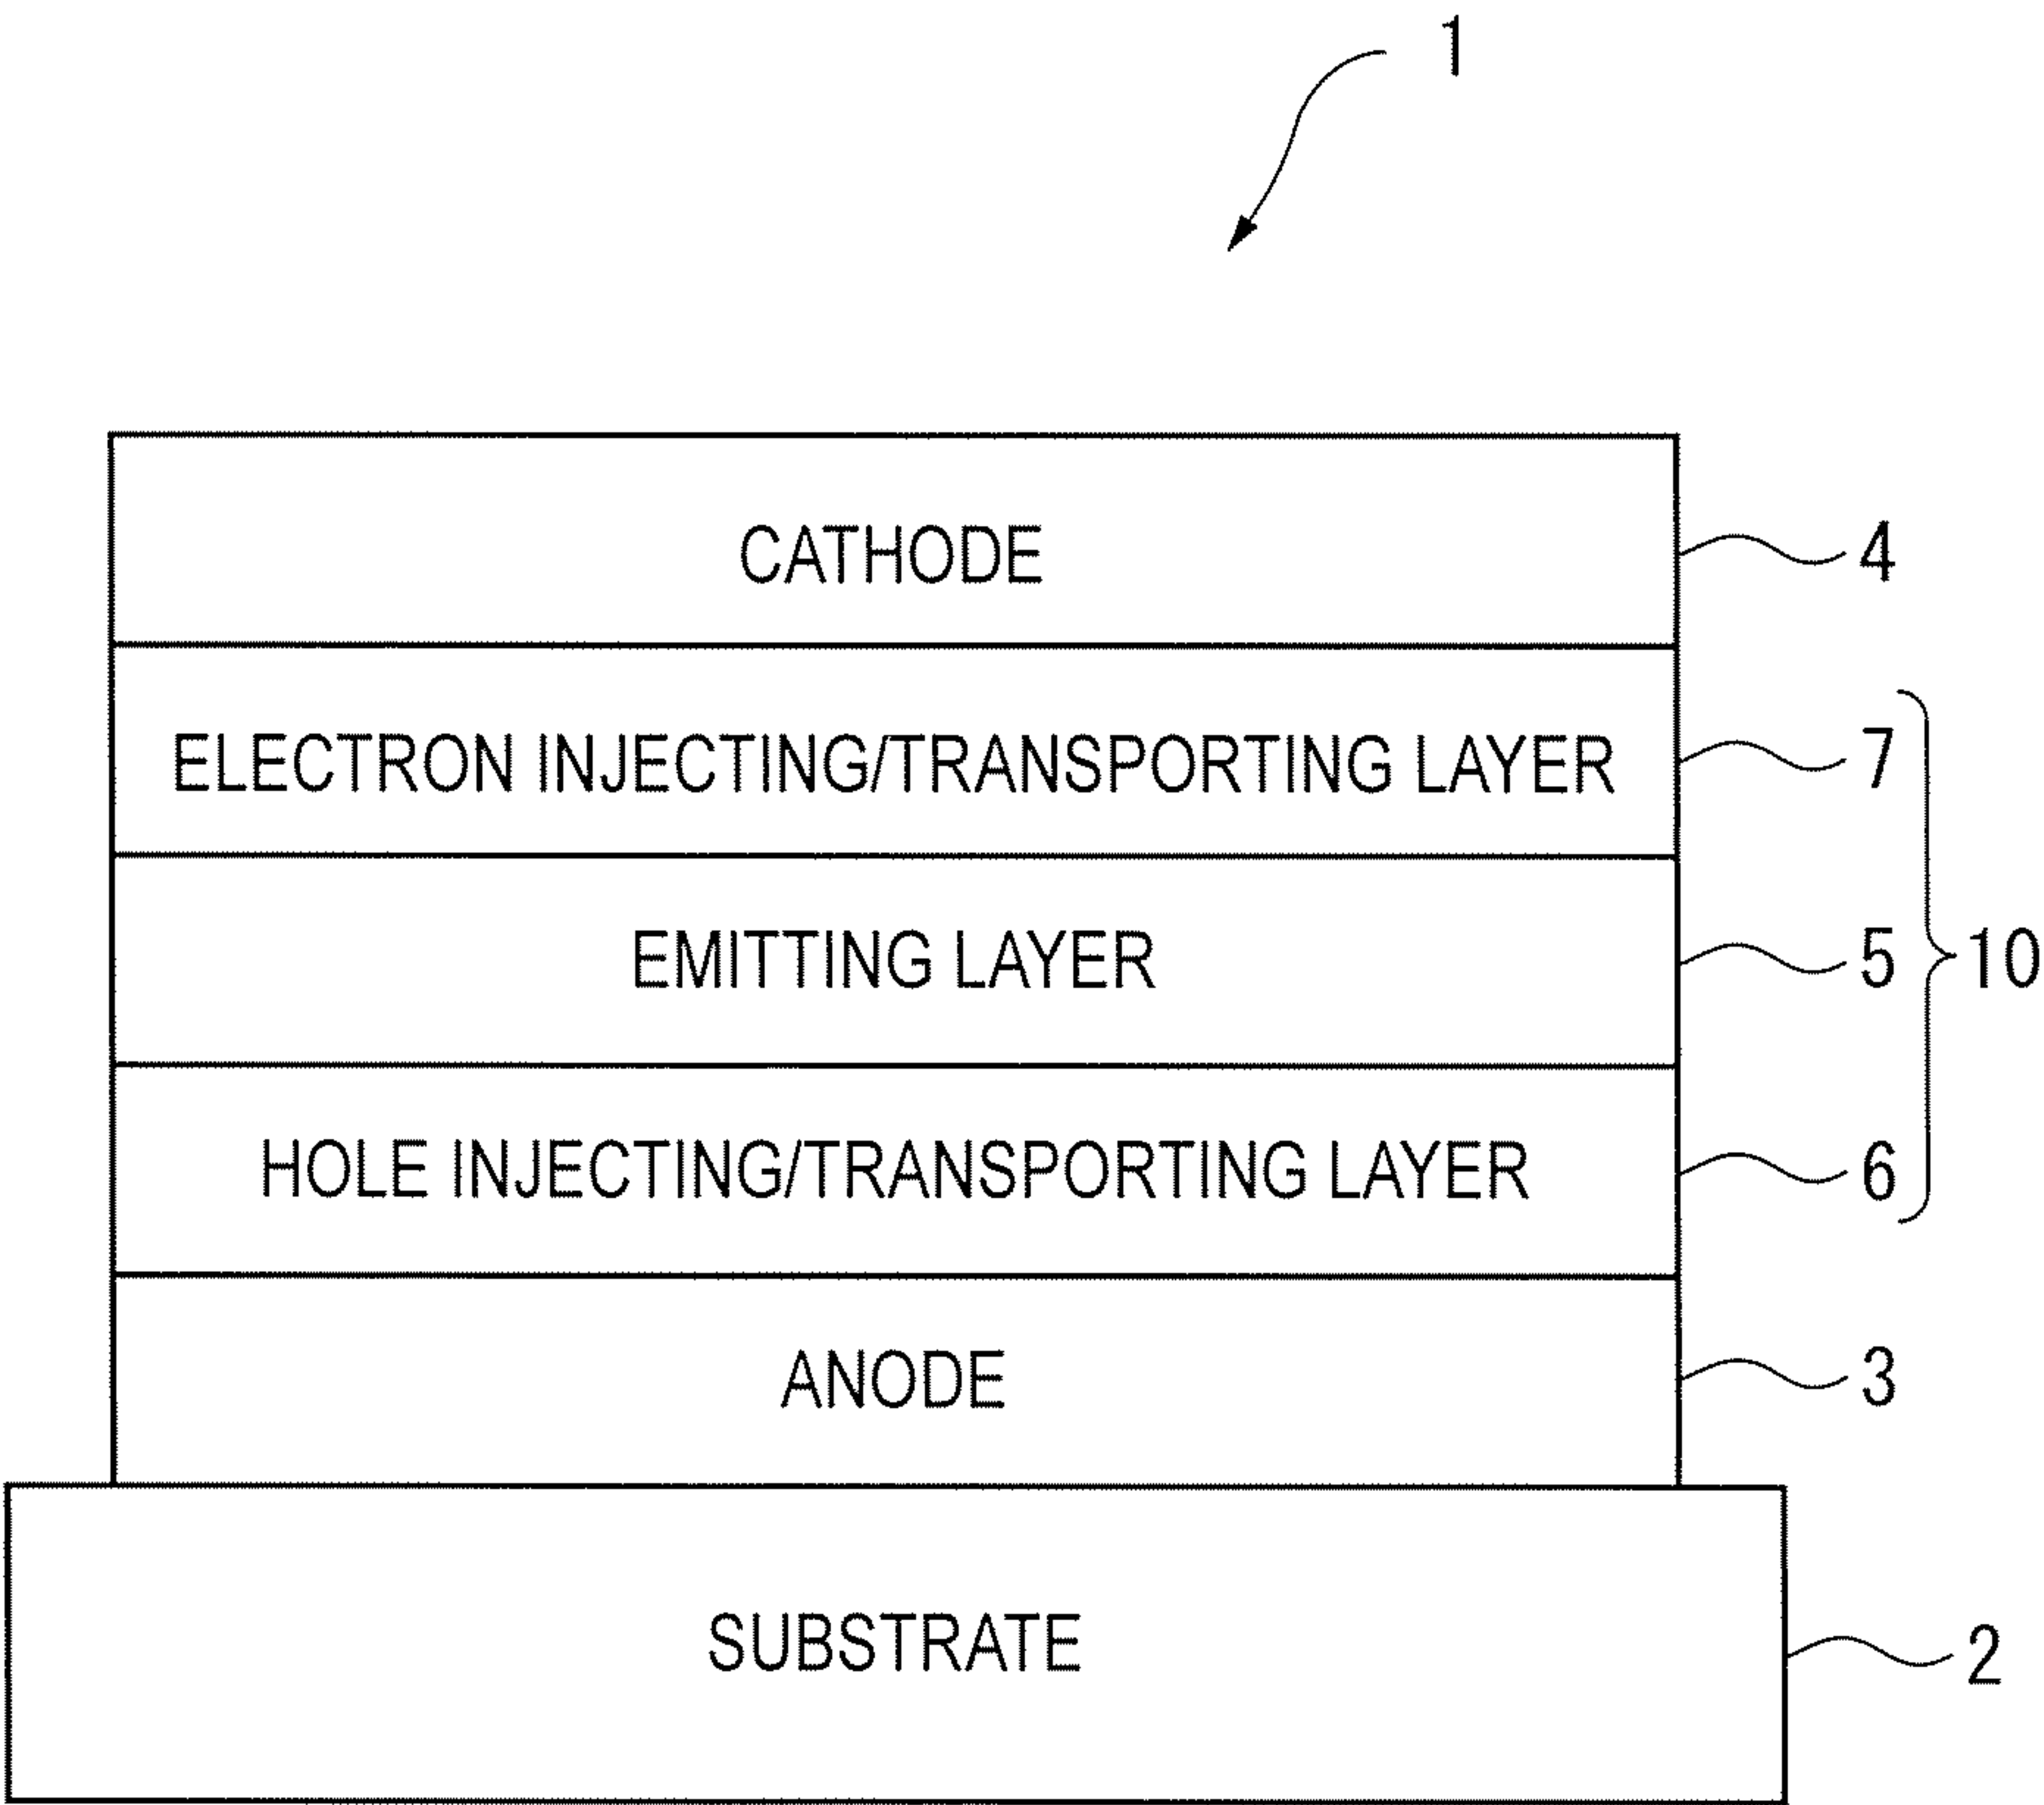 1
CATHODE 4
ELECTRON INJECTING/TRANSPORTING LAYER 7
EMITTING LAYER 5 10
HOLE INJECTING/TRANSPORTING LAYER 6
ANODE 3
SUBSTRATE 2